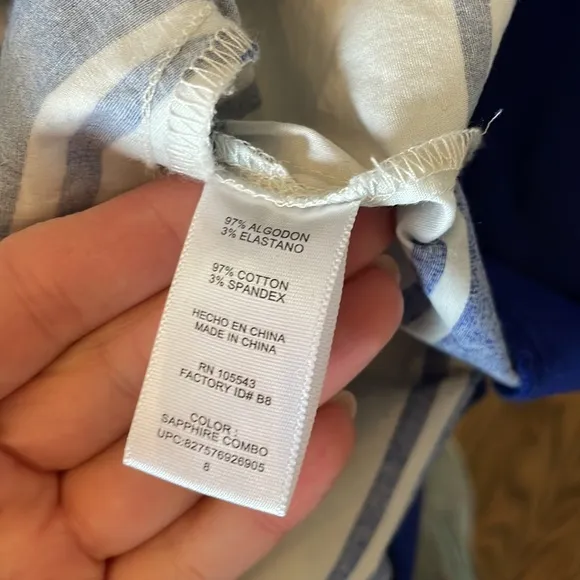 97% ALGODON
3% ELASTANO
97% COTTON
3% SPANDEX
HECHO EN CHINA
MADE IN CHINA
RN 105543
FACTORY ID# B8
COLOR :
SAPPHIRE COMBO
UPC:827576926905
8